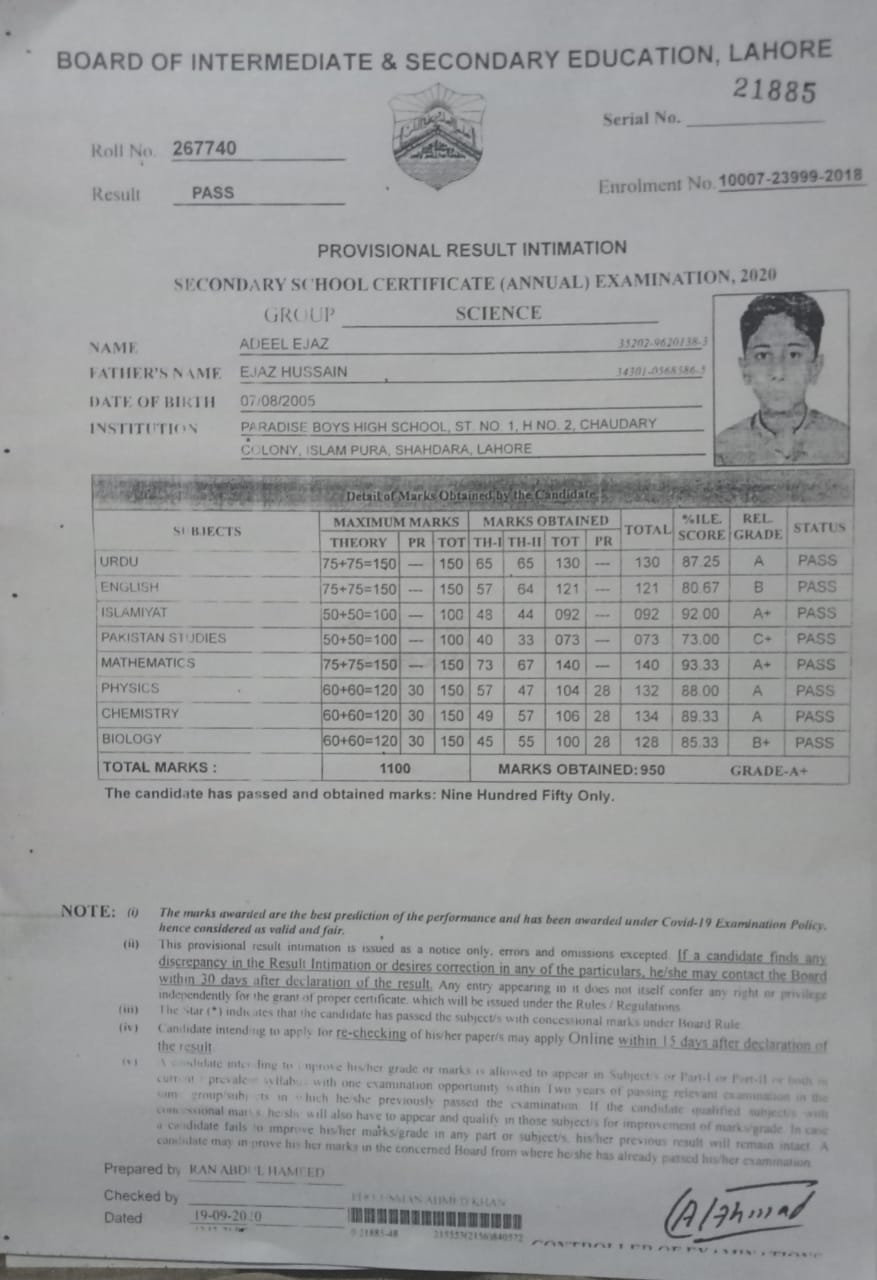 BOARD OF INTERMEDIATE & SECONDARY EDUCATION, LAHORE
21885
Serial No.
Roll No. 267740
Result PASS
Enrolment No. 10007-23999-2018
PROVISIONAL RESULT INTIMATION
SECONDARY SCHOOL CERTIFICATE (ANNUAL) EXAMINATION, 2020
GROUP SCIENCE
NAME ADEEL EJAZ 35202-9620138-3
FATHER'S NAME EJAZ HUSSAIN 34301-0568586-5
DATE OF BIRTH 07/08/2005
INSTITUTION PARADISE BOYS HIGH SCHOOL, ST. NO. 1, H NO. 2, CHAUDARY
COLONY, ISLAM PURA, SHAHDARA, LAHORE
Detail of Marks Obtained by the Candidate
SUBJECTS MAXIMUM MARKS MARKS OBTAINED TOTAL %ILE. SCORE REL. GRADE STATUS
THEORY PR TOT TH-I TH-II TOT PR
URDU 75+75=150 --- 150 65 65 130 --- 130 87.25 A PASS
ENGLISH 75+75=150 --- 150 57 64 121 --- 121 80.67 B PASS
ISLAMIYAT 50+50=100 --- 100 48 44 092 --- 092 92.00 A+ PASS
PAKISTAN STUDIES 50+50=100 --- 100 40 33 073 --- 073 73.00 C+ PASS
MATHEMATICS 75+75=150 --- 150 73 67 140 --- 140 93.33 A+ PASS
PHYSICS 60+60=120 30 150 57 47 104 28 132 88.00 A PASS
CHEMISTRY 60+60=120 30 150 49 57 106 28 134 89.33 A PASS
BIOLOGY 60+60=120 30 150 45 55 100 28 128 85.33 B+ PASS
TOTAL MARKS : 1100 MARKS OBTAINED: 950 GRADE-A+
The candidate has passed and obtained marks: Nine Hundred Fifty Only.
NOTE: (i) The marks awarded are the best prediction of the performance and has been awarded under Covid-19 Examination Policy,
hence considered as valid and fair.
(ii) This provisional result intimation is issued as a notice only, errors and omissions excepted. If a candidate finds any
discrepancy in the Result Intimation or desires correction in any of the particulars, he/she may contact the Board
within 30 days after declaration of the result. Any entry appearing in it does not itself confer any right or privilege
independently for the grant of proper certificate, which will be issued under the Rules / Regulations
(iii) The Star (*) indicates that the candidate has passed the subject/s with concessional marks under Board Rule.
(iv) Candidate intending to apply for re-checking of his/her paper/s may apply Online within 15 days after declaration of
the result
(v) A candidate intending to improve his/her grade or marks is allowed to appear in Subject/s or Part-I or Part-II or both in
current / prevalent syllabus with one examination opportunity within Two years of passing relevant examination in the
same group/subjects in which he/she previously passed the examination. If the candidate qualified subject/s with
concessional marks, he/she will also have to appear and qualify in those subject/s for improvement of marks/grade. In case
a candidate fails to improve his/her marks/grade in any part or subject/s, his/her previous result will remain intact. A
candidate may improve his/her marks in the concerned Board from where he/she has already passed his/her examination
Prepared by RAN ABDUL HAMEED
Checked by USMAN AHMED KHAN
Dated 19-09-2020
CONTROLLER OF EXAMINATIONS